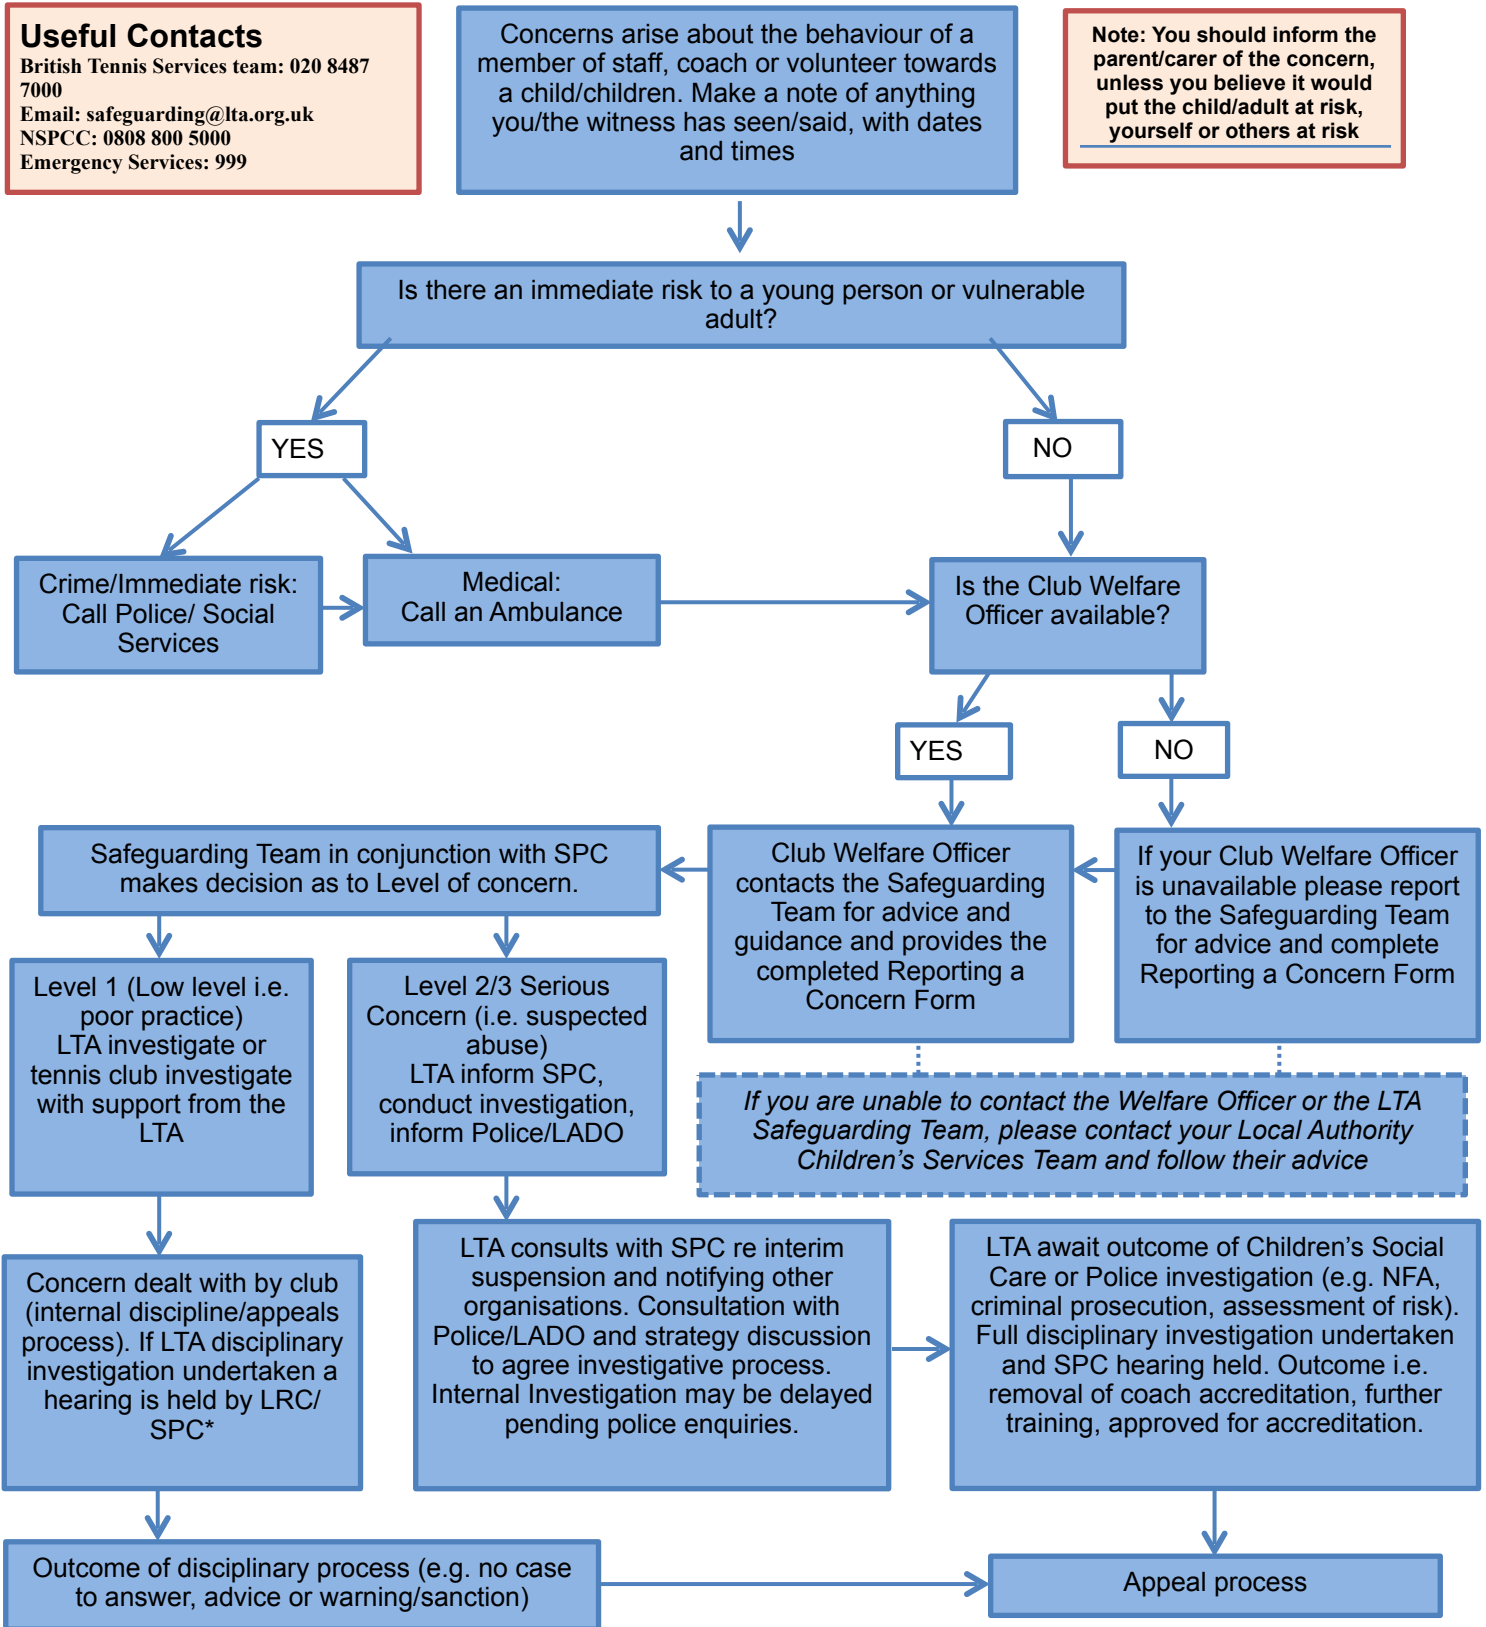 Useful Contacts
British Tennis Services team: 020 8487
7000
Email: safeguarding@lta.org.uk
NSPCC: 0808 800 5000
Emergency Services: 999
Concerns arise about the behaviour of a
member of staff, coach or volunteer towards
a child/children. Make a note of anything
you/the witness has seen/said, with dates
and times
Note: You should inform the
parent/carer of the concern,
unless you believe it would
put the child/adult at risk,
yourself or others at risk
Is there an immediate risk to a young person or vulnerable
adult?
YES
NO
Crime/Immediate risk:
Call Police/ Social
Services
Medical:
Call an Ambulance
Is the Club Welfare
Officer available?
YES
NO
Safeguarding Team in conjunction with SPC
makes decision as to Level of concern.
Club Welfare Officer
contacts the Safeguarding
Team for advice and
guidance and provides the
completed Reporting a
Concern Form
If your Club Welfare Officer
is unavailable please report
to the Safeguarding Team
for advice and complete
Reporting a Concern Form
Level 1 (Low level i.e.
poor practice)
LTA investigate or
tennis club investigate
with support from the
LTA
Level 2/3 Serious
Concern (i.e. suspected
abuse)
LTA inform SPC,
conduct investigation,
inform Police/LADO
If you are unable to contact the Welfare Officer or the LTA
Safeguarding Team, please contact your Local Authority
Children’s Services Team and follow their advice
Concern dealt with by club
(internal discipline/appeals
process). If LTA disciplinary
investigation undertaken a
hearing is held by LRC/
SPC*
LTA consults with SPC re interim
suspension and notifying other
organisations. Consultation with
Police/LADO and strategy discussion
to agree investigative process.
Internal Investigation may be delayed
pending police enquiries.
LTA await outcome of Children’s Social
Care or Police investigation (e.g. NFA,
criminal prosecution, assessment of risk).
Full disciplinary investigation undertaken
and SPC hearing held. Outcome i.e.
removal of coach accreditation, further
training, approved for accreditation.
Outcome of disciplinary process (e.g. no case
to answer, advice or warning/sanction)
Appeal process